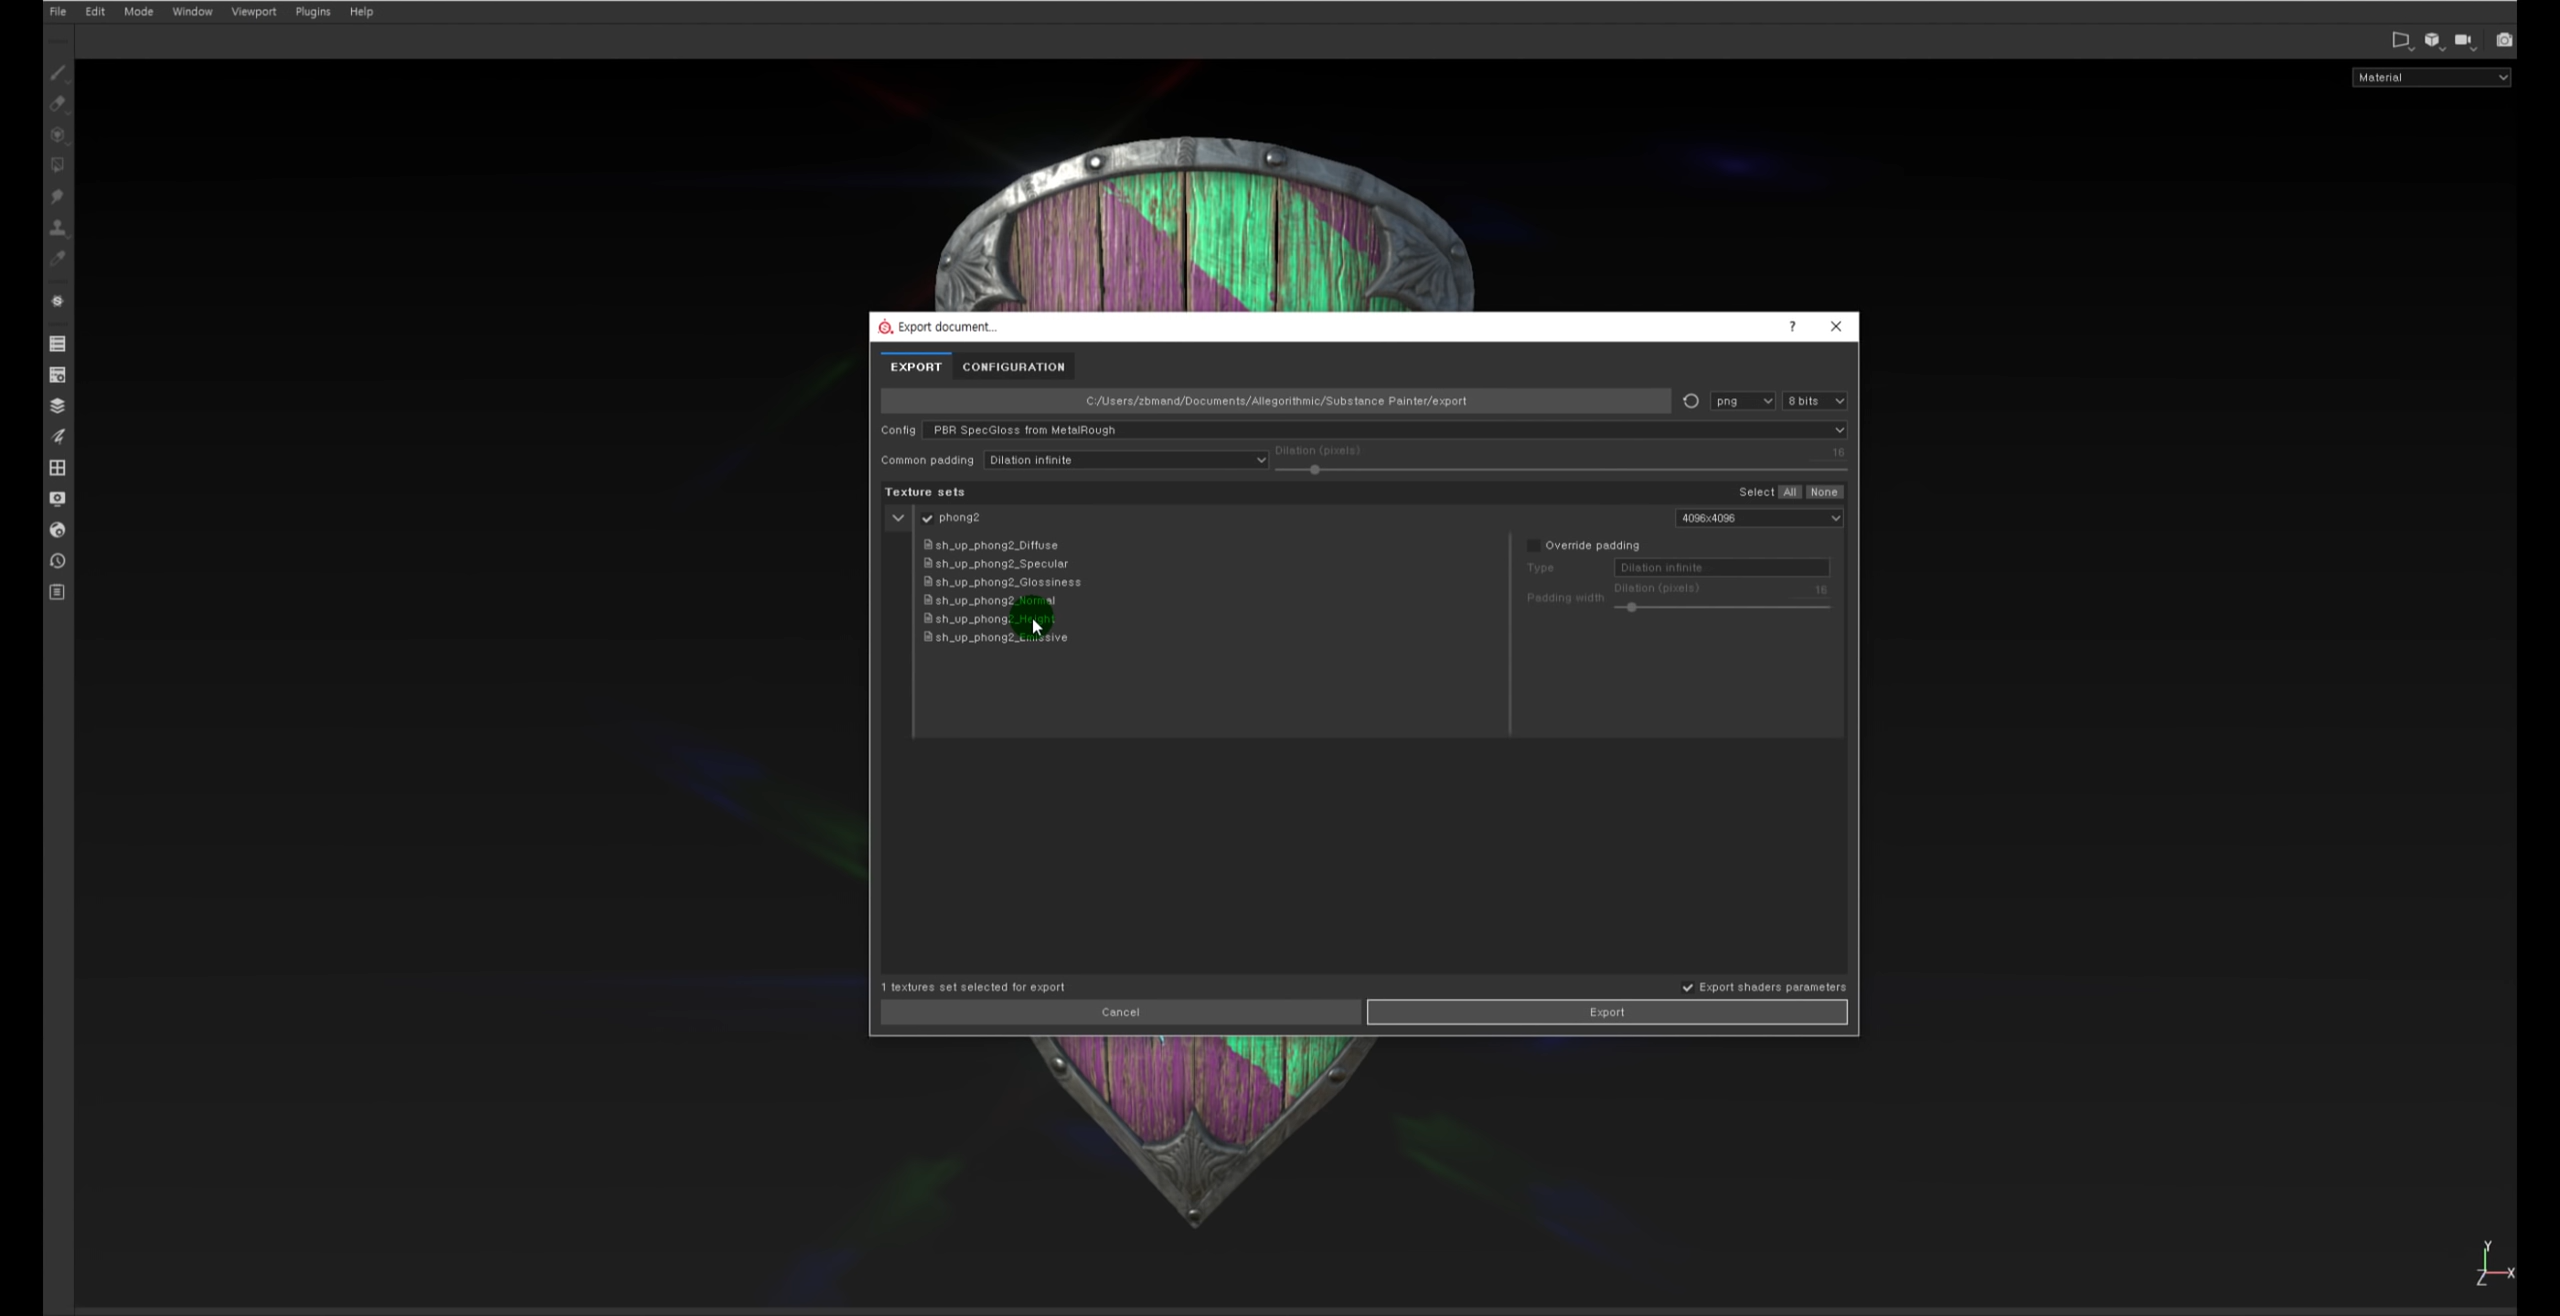 File Edit Mode Window Viewport Plugins Help
Material
Export document... ?
EXPORT CONFIGURATION
C:/Users/zbmand/Documents/Allegorithmic/Substance Painter/export png 8 bits
Config PBR SpecGloss from MetalRough
Common padding Dilation infinite Dilation (pixels) 16
Texture sets Select All None
phong2 4096x4096
sh_up_phong2_Diffuse Override padding
sh_up_phong2_Specular Type Dilation infinite
sh_up_phong2_Glossiness Dilation (pixels) 16
sh_up_phong2_Normal Padding width
sh_up_phong2_Height
sh_up_phong2_Emissive
1 textures set selected for export Export shaders parameters
Cancel Export
Y
Z X